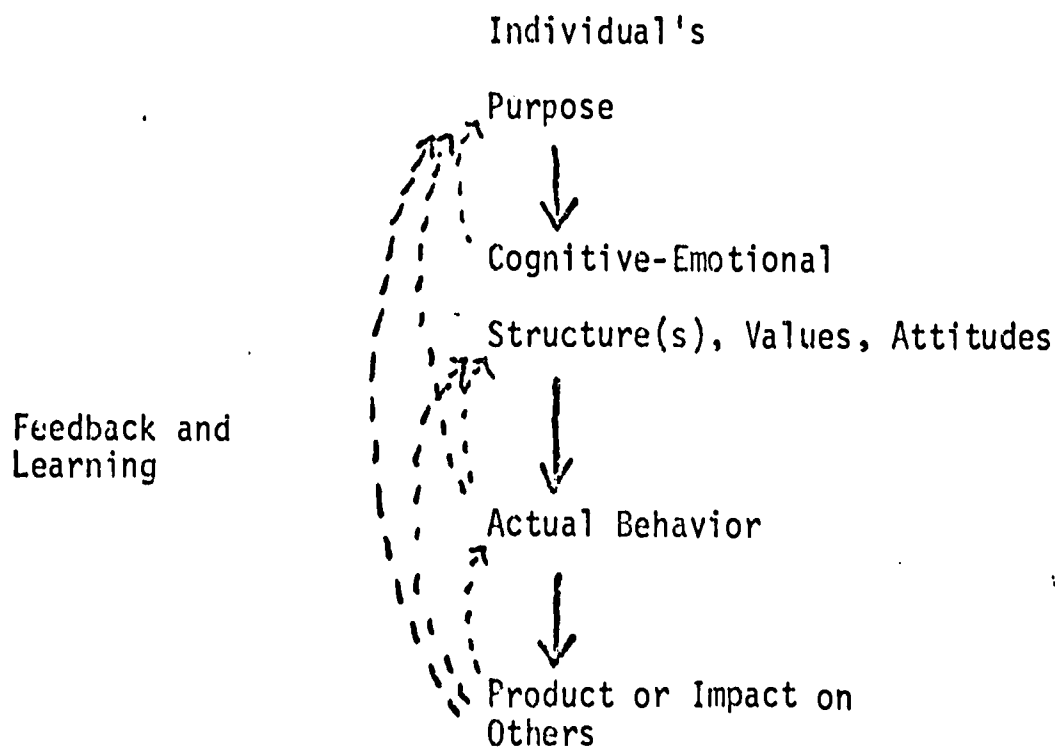 Individual's
Purpose
Cognitive-Emotional
Structure(s), Values, Attitudes
Feedback and
Learning
Actual Behavior
Product or Impact on
Others